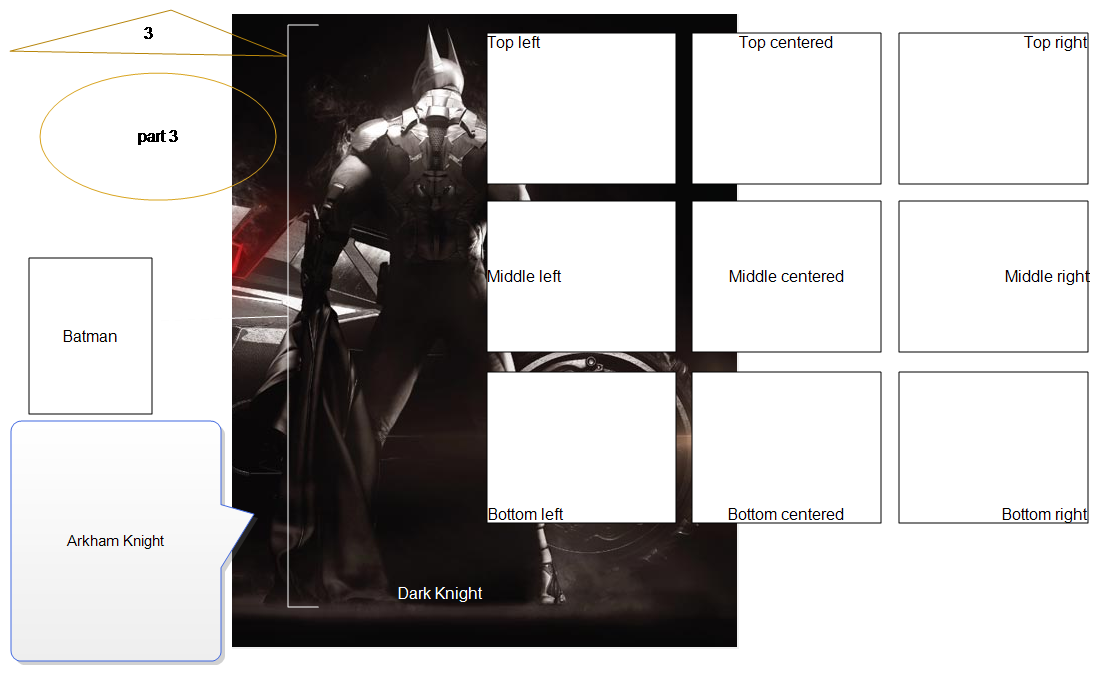 3
part 3
Top left
Top centered
Top right
Middle left
Middle centered
Middle right
Batman
Bottom left
Bottom centered
Bottom right
Arkham Knight
Dark Knight